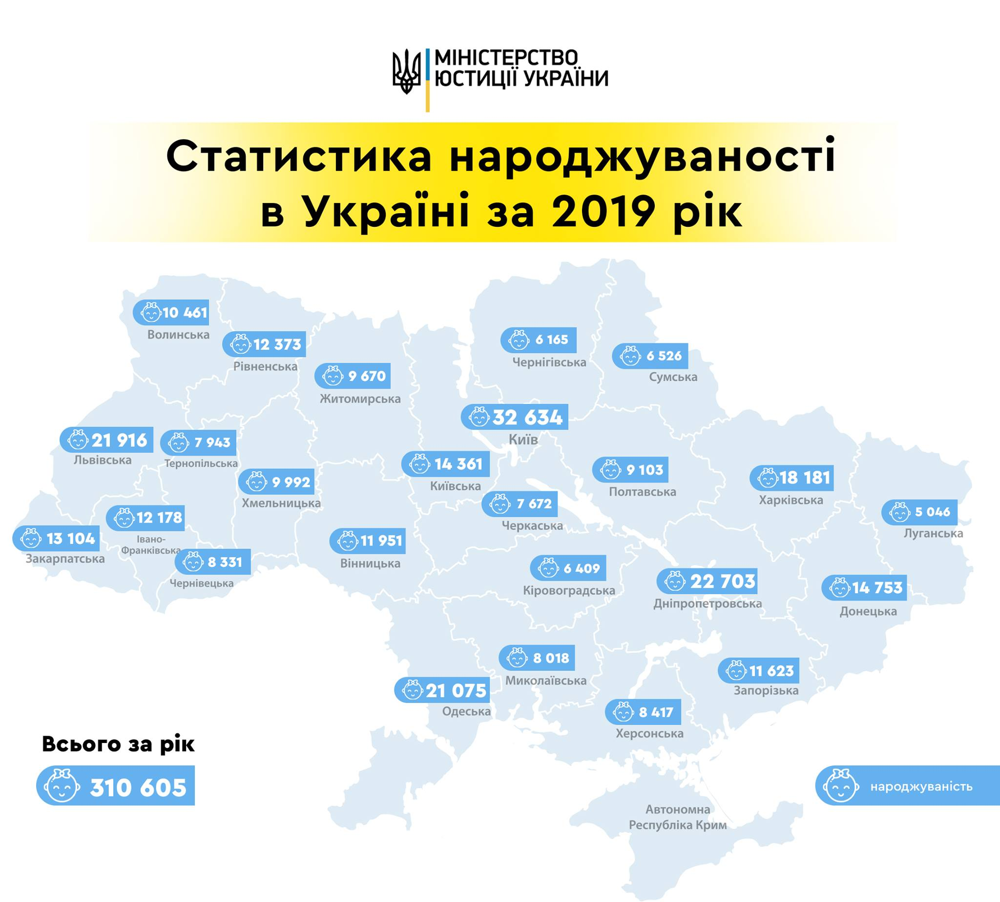 МІНІСТЕРСТВО
ЮСТИЦІЇ УКРАЇНИ
Статистика народжуваності
в Україні за 2019 рік
10 461
Волинська
12 373
Рівненська
9 670
Житомирська
6 165
Чернігівська
6 526
Сумська
32 634
Київ
21 916
Львівська
7 943
Тернопільська
9 992
Хмельницька
14 361
Київська
9 103
Полтавська
18 181
Харківська
7 672
Черкаська
5 046
Луганська
12 178
Івано-
Франківська
13 104
Закарпатська
8 331
Чернівецька
11 951
Вінницька
6 409
Кіровоградська
22 703
Дніпропетровська
14 753
Донецька
8 018
Миколаївська
11 623
Запорізька
21 075
Одеська
8 417
Херсонська
Всього за рік
310 605
народжуваність
Автономна
Республіка Крим